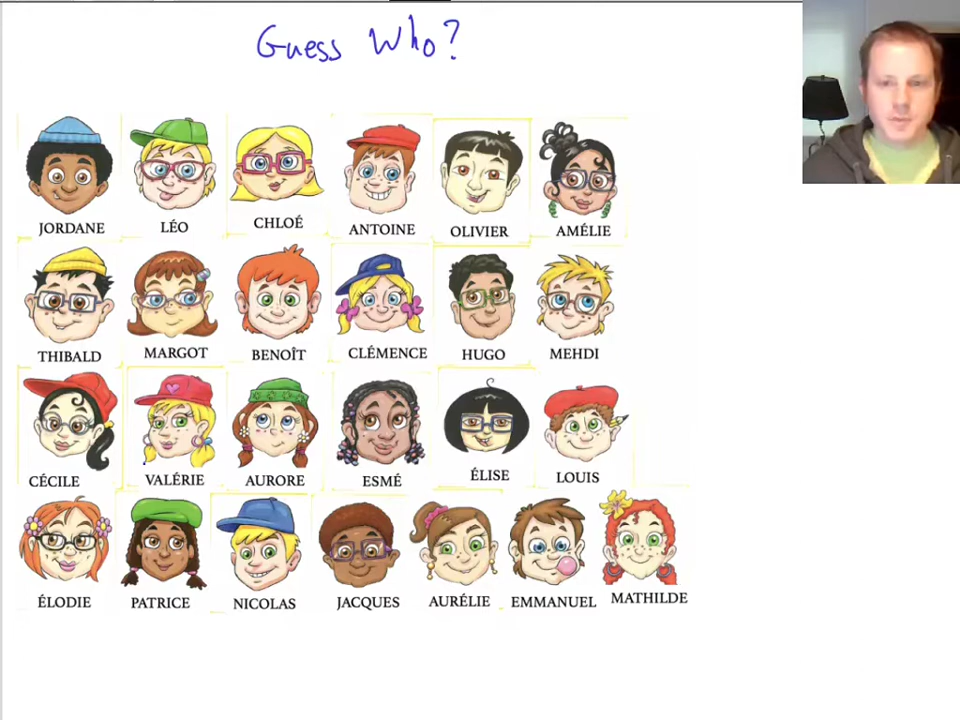 Guess Who?
JORDANE LÉO CHLOÉ ANTOINE OLIVIER AMÉLIE
THIBALD MARGOT BENOÎT CLÉMENCE HUGO MEHDI
CÉCILE VALÉRIE AURORE ESMÉ ÉLISE LOUIS
ÉLODIE PATRICE NICOLAS JACQUES AURÉLIE EMMANUEL MATHILDE